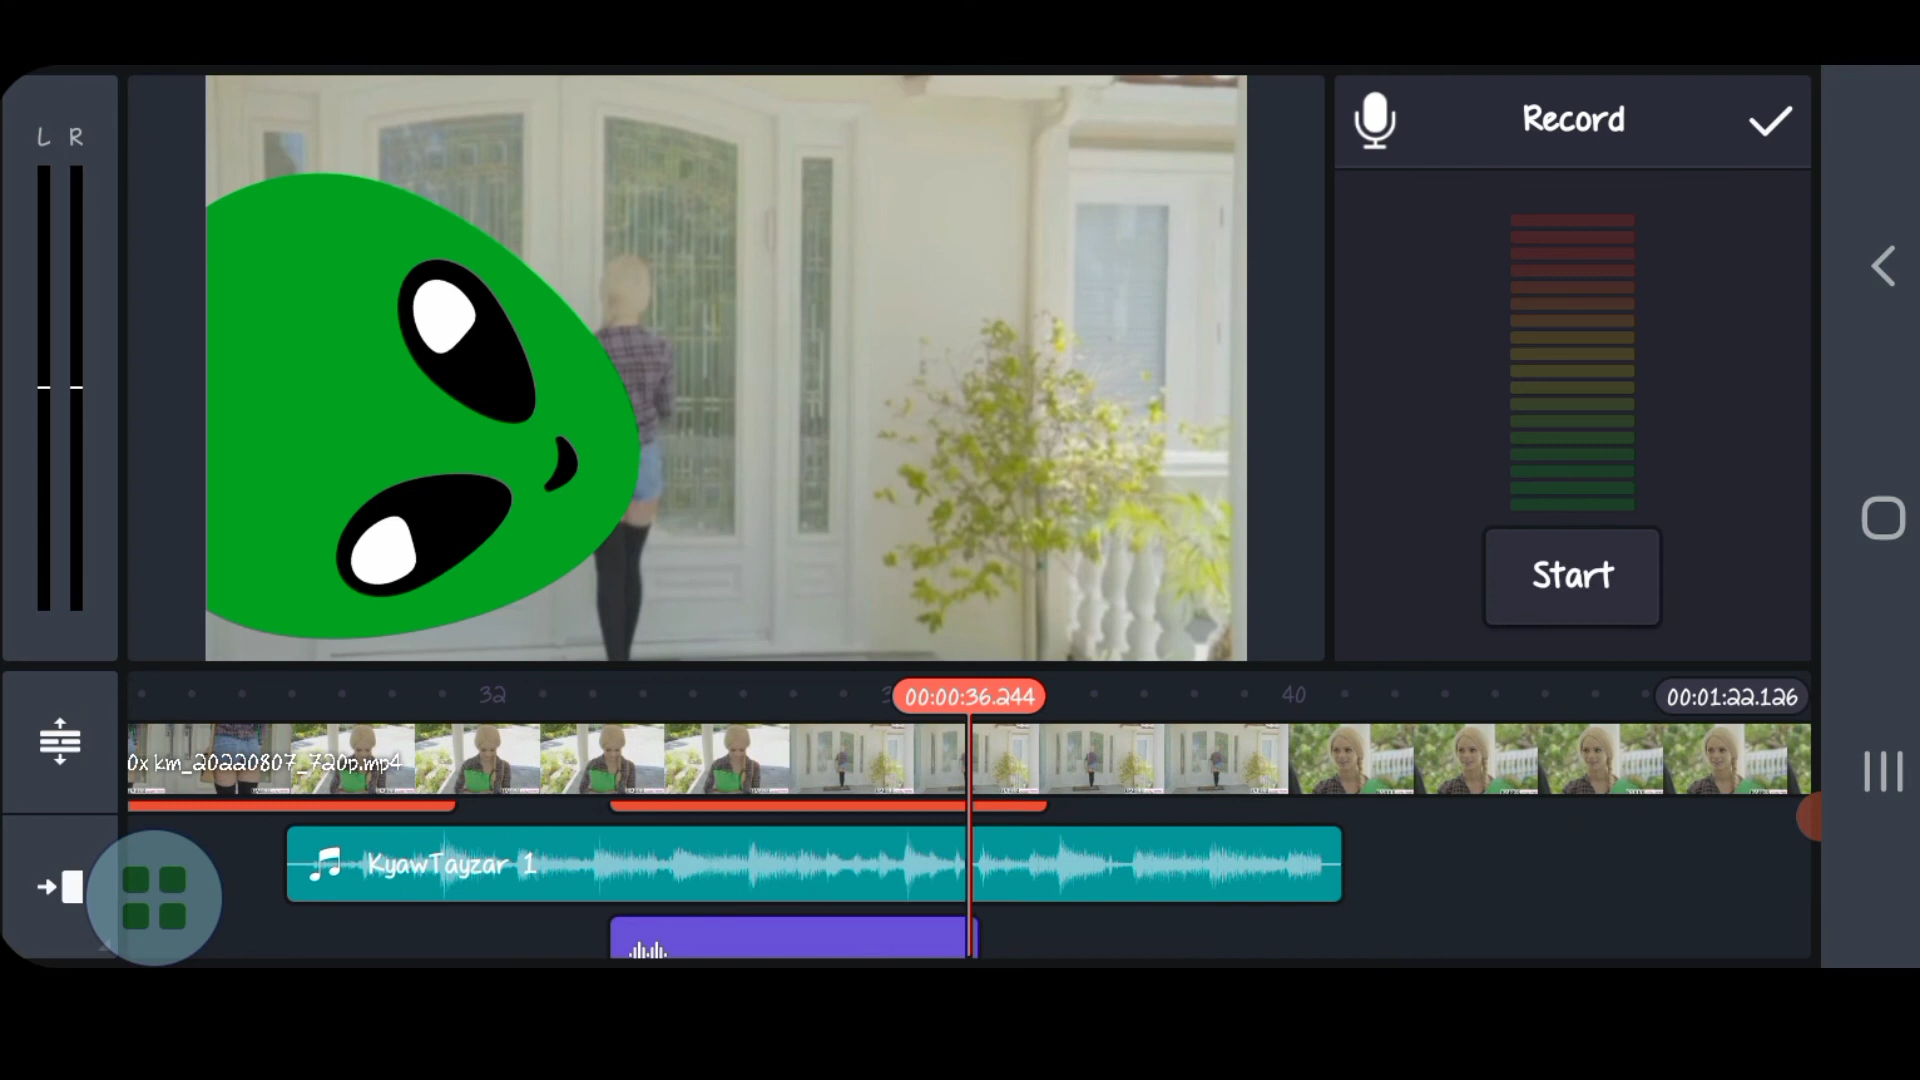 L R
Record
Start
32
00:00:36.244
40
00:01:22.126
0x km_20220807_720p.mp4
KyawTayzar 1